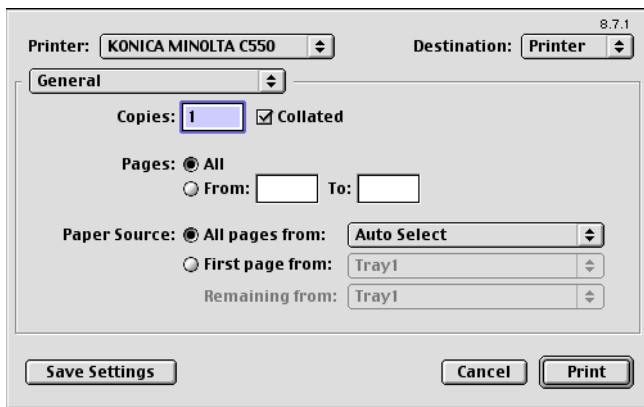 8.7.1
Printer: KONICA MINOLTA C550 Destination: Printer
General
Copies: 1 Collated
Pages: All
From: To:
Paper Source: All pages from: Auto Select
First page from: Tray1
Remaining from: Tray1
Save Settings Cancel Print